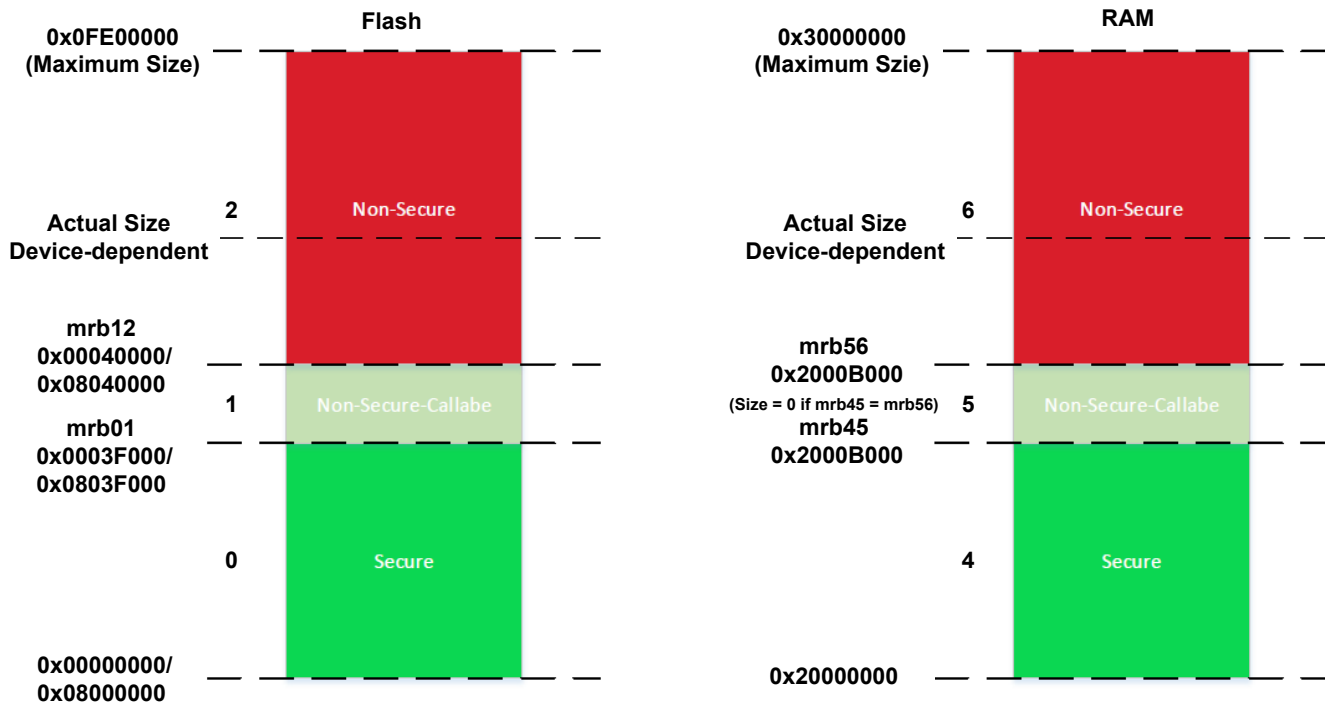 Flash
0x0FE00000
(Maximum Size)
2
Non-Secure
Actual Size
Device-dependent
mrb12
0x00040000/
0x08040000
1
Non-Secure-Callabe
mrb01
0x0003F000/
0x0803F000
0
Secure
0x00000000/
0x08000000
RAM
0x30000000
(Maximum Szie)
6
Non-Secure
Actual Size
Device-dependent
mrb56
0x2000B000
(Size = 0 if mrb45 = mrb56)
5
Non-Secure-Callabe
mrb45
0x2000B000
4
Secure
0x20000000